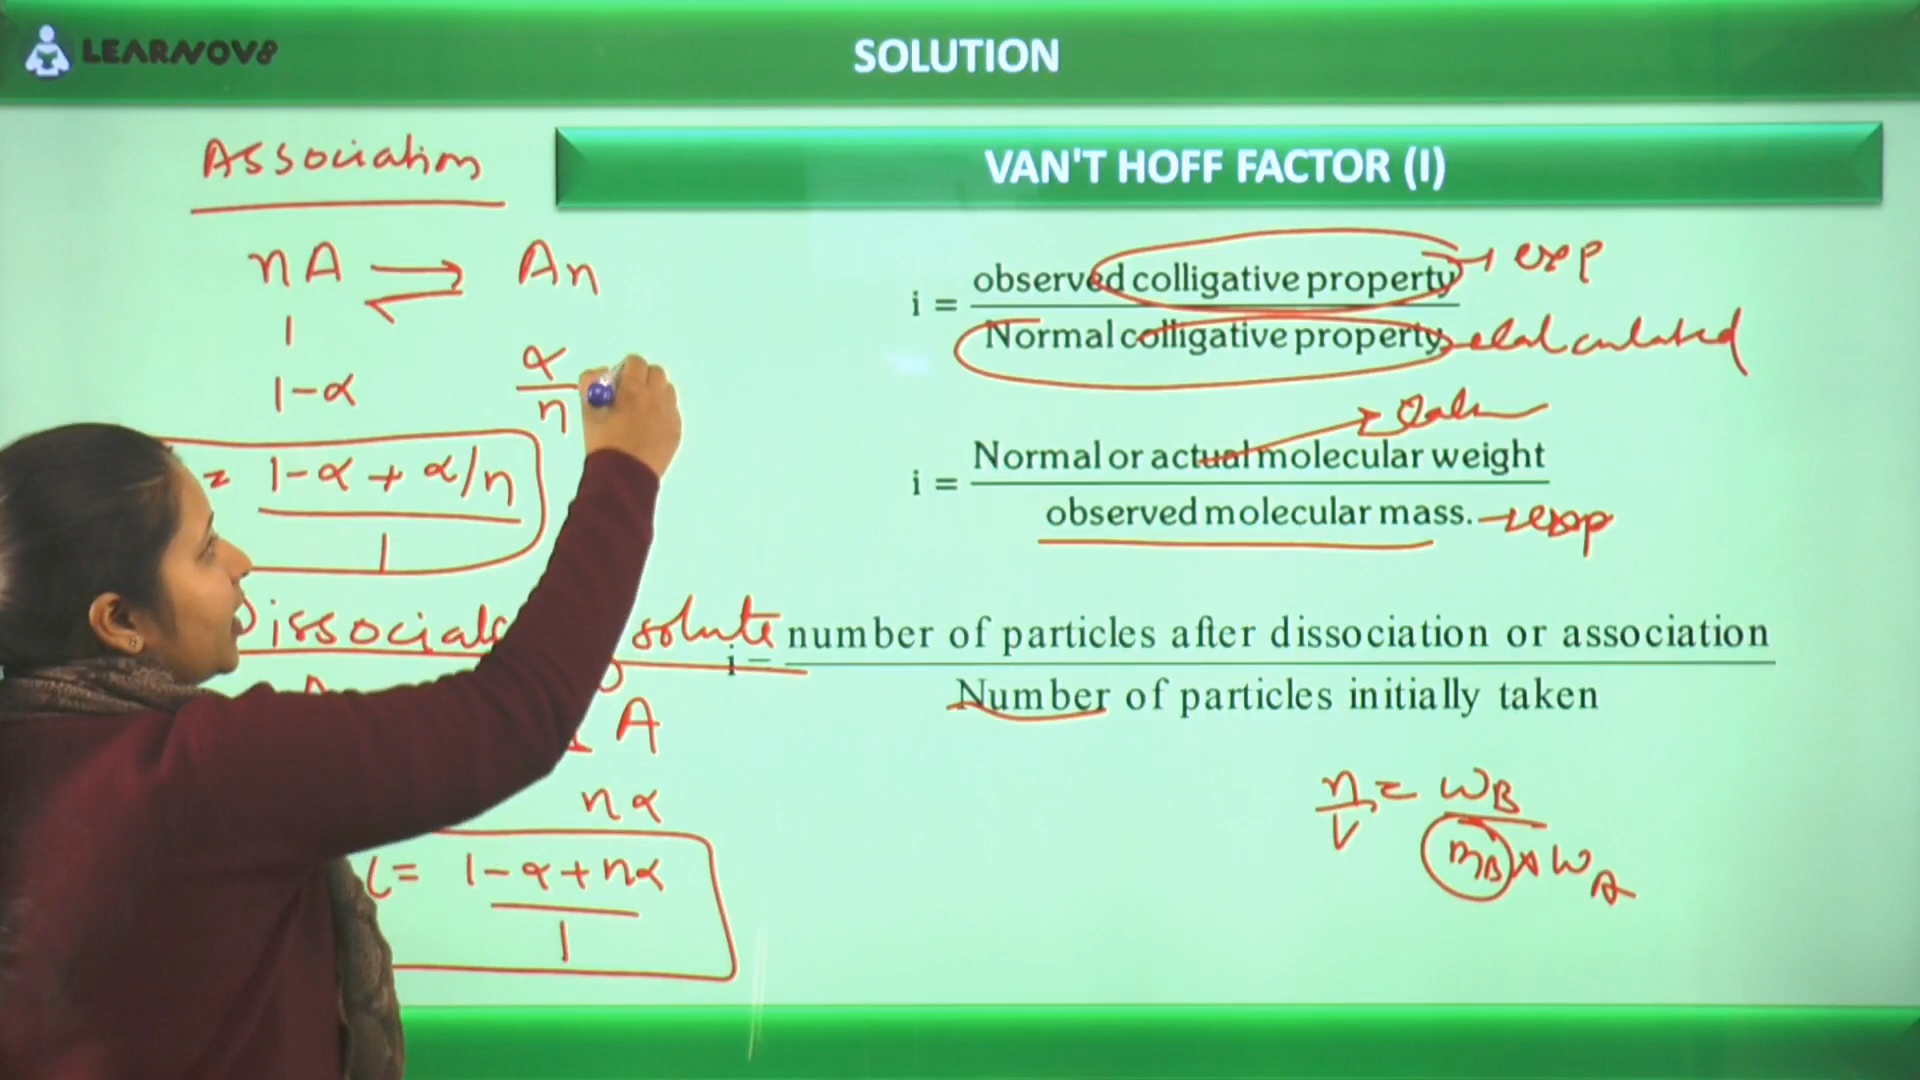 LEARNOV8
SOLUTION
VAN'T HOFF FACTOR (I)
Association
nA ⇌ An
1
1-α α/n
= 1-α + α/n
1
solute
A
nα
i = 1-α+nα
1
i = observed colligative property → exp
Normal colligative property
i = Normal or actual molecular weight
observed molecular mass. → exp
i = number of particles after dissociation or association
Number of particles initially taken
n/V = WB
× WA